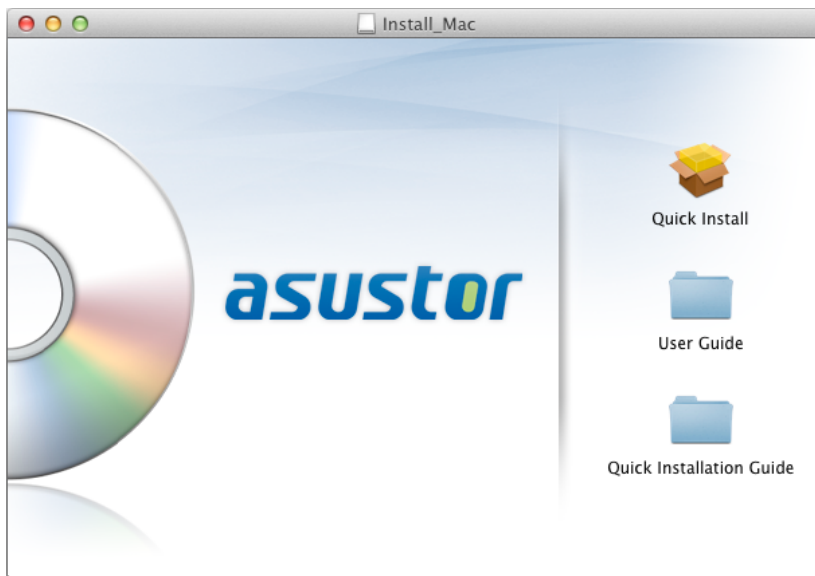 Install_Mac
asustor
Quick Install
User Guide
Quick Installation Guide